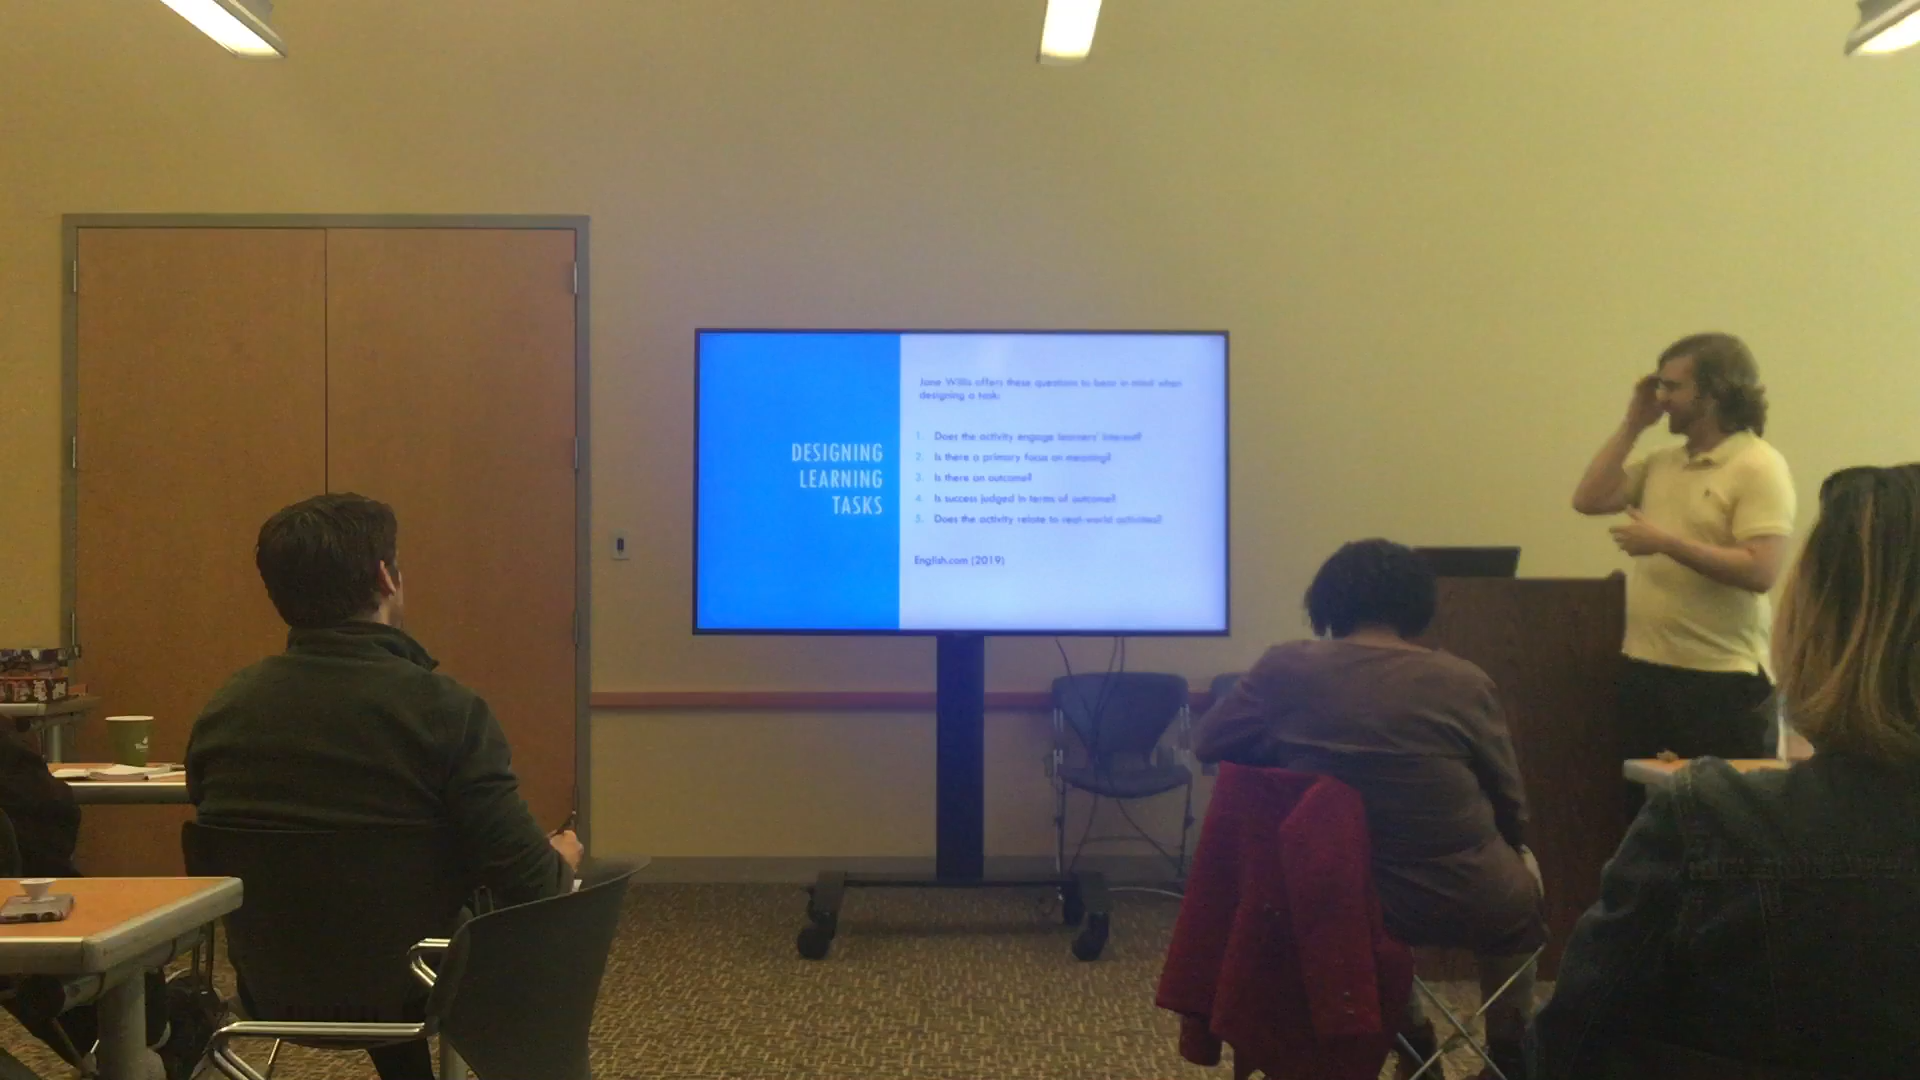 DESIGNING
LEARNING
TASKS
Jane Willis offers these questions to bear in mind when
designing a task:
1. Does the activity engage learners' interest?
2. Is there a primary focus on meaning?
3. Is there an outcome?
4. Is success judged in terms of outcome?
5. Does the activity relate to real-world activities?
English.com (2019)